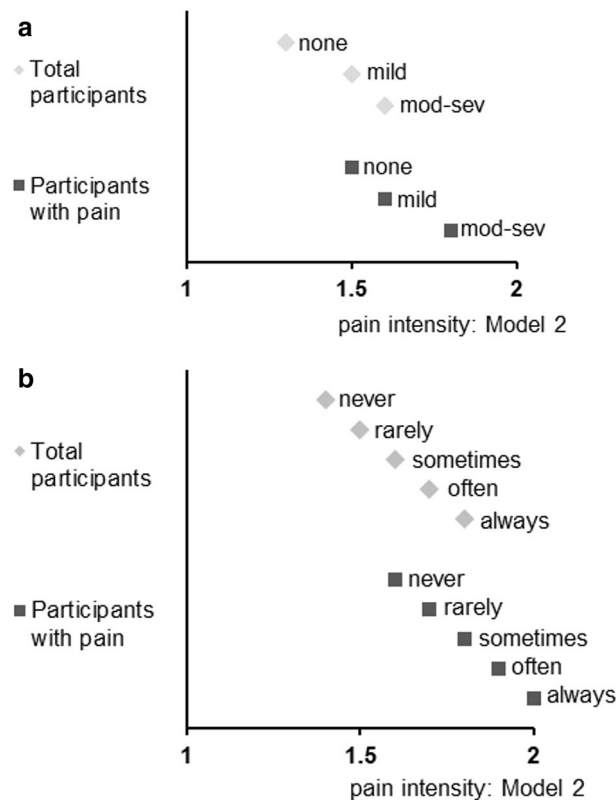 a
none
Total
participants
mild
mod-sev
none
Participants
with pain
mild
mod-sev
1
1.5
2
pain intensity: Model 2
b
never
rarely
Total
participants
sometimes
often
always
never
Participants
with pain
rarely
sometimes
often
always
1
1.5
2
pain intensity: Model 2